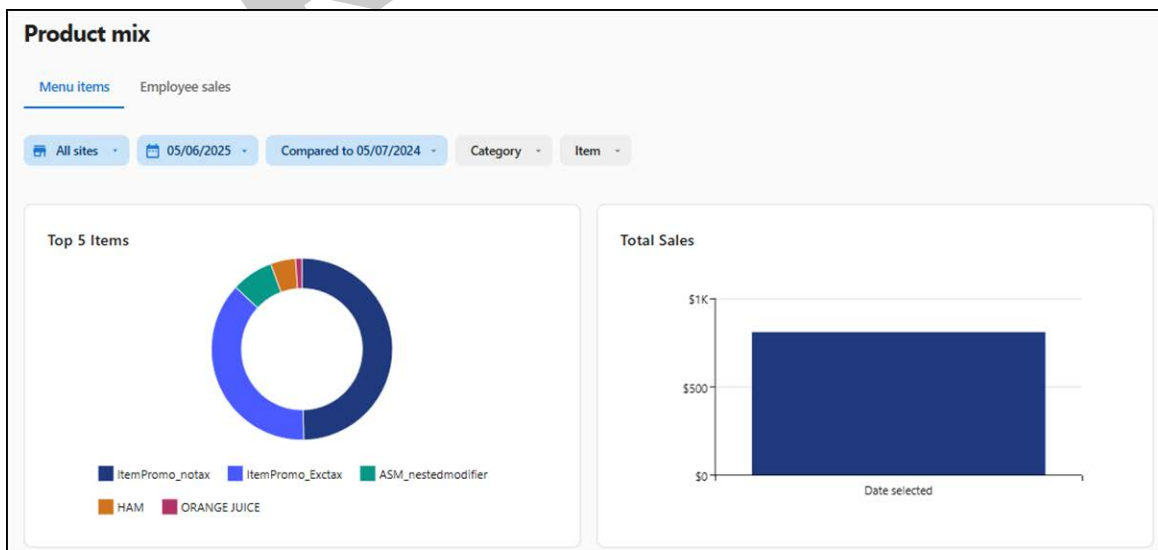 Product mix
Menu items Employee sales
All sites 05/06/2025 Compared to 05/07/2024 Category Item
Top 5 Items
ItemPromo_notax ItemPromo_Exctax ASM_nestedmodifier
HAM ORANGE JUICE
Total Sales
$1K
$500
$0
Date selected